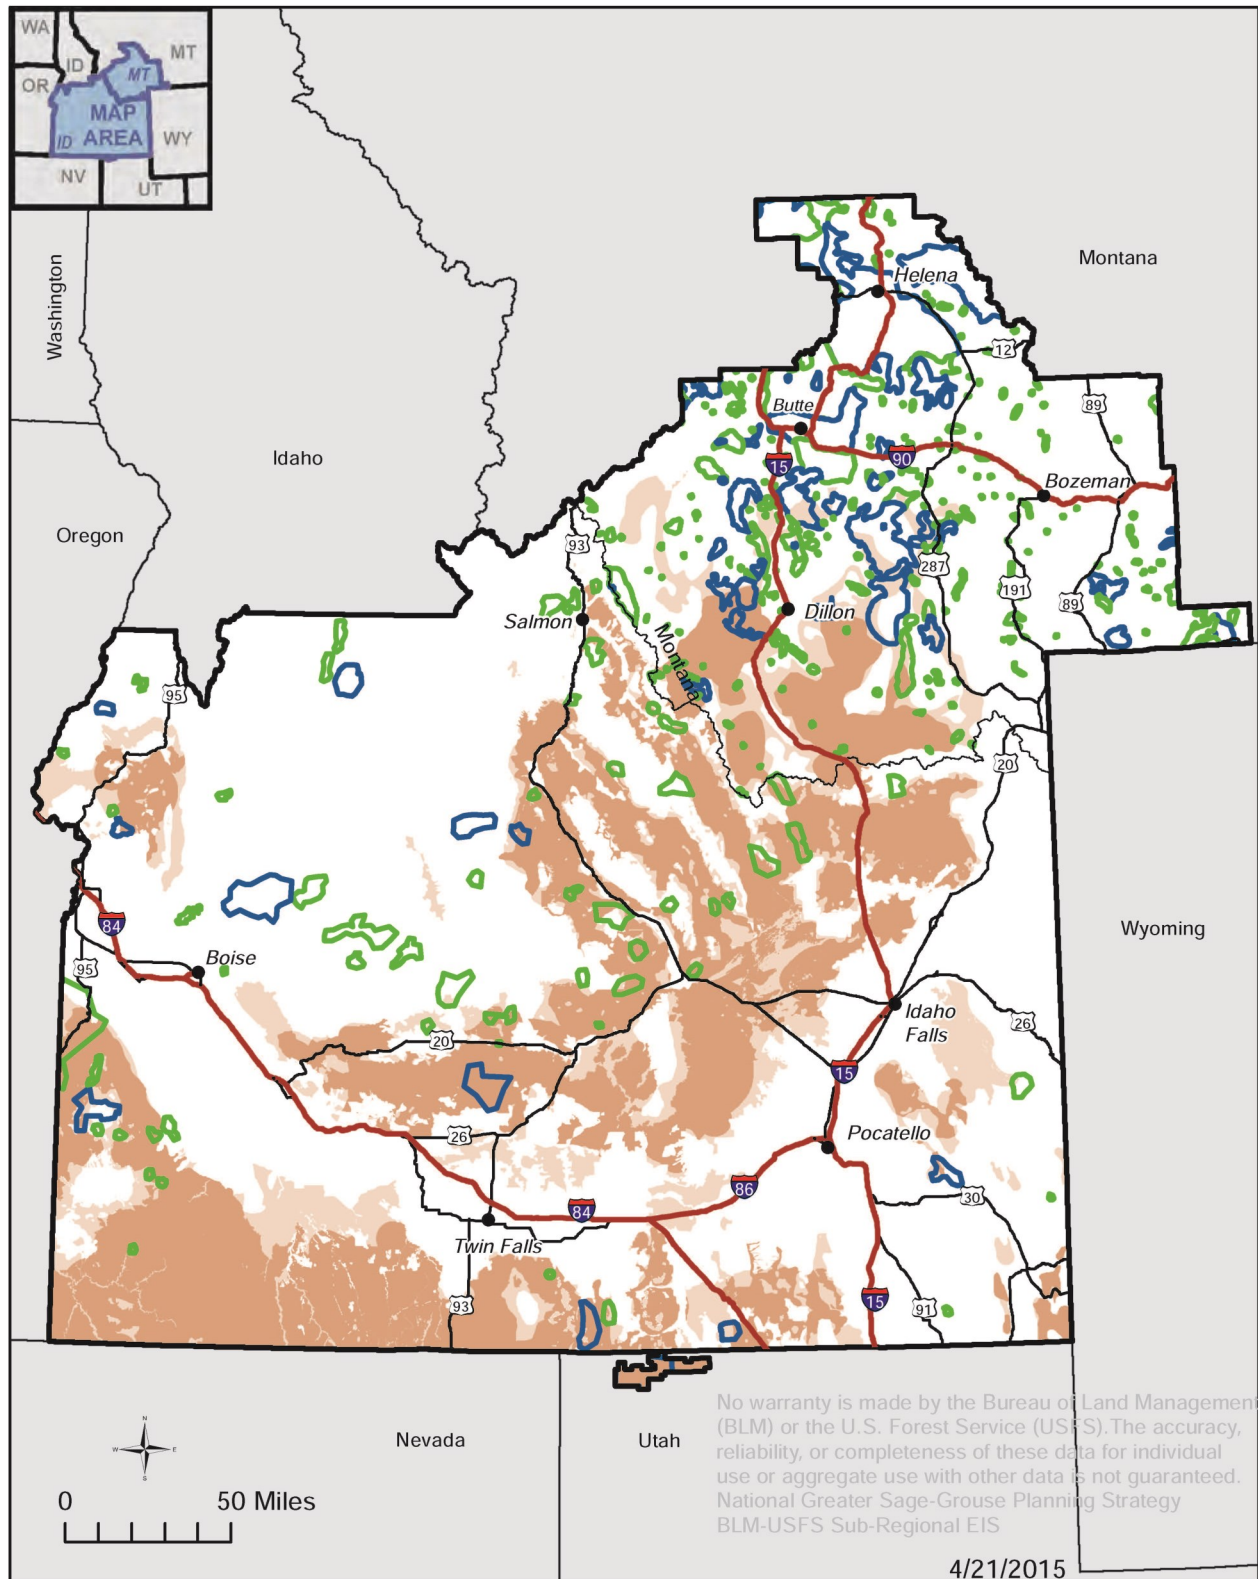 WA
MT
ID
MT
OR
MAP
AREA
ID
WY
NV
UT
Washington
Montana
Helena
12
Butte
89
Idaho
15
90
Bozeman
Oregon
93
287
191
89
Salmon
Dillon
Montana
95
20
Wyoming
84
Boise
95
Idaho
Falls
26
20
15
26
Pocatello
86
30
84
Twin Falls
93
15
91
No warranty is made by the Bureau of Land Management
(BLM) or the U.S. Forest Service (USFS).The accuracy,
reliability, or completeness of these data for individual
use or aggregate use with other data is not guaranteed.
National Greater Sage-Grouse Planning Strategy
BLM-USFS Sub-Regional EIS
Nevada
Utah
N
W
E
S
0
50 Miles
4/21/2015